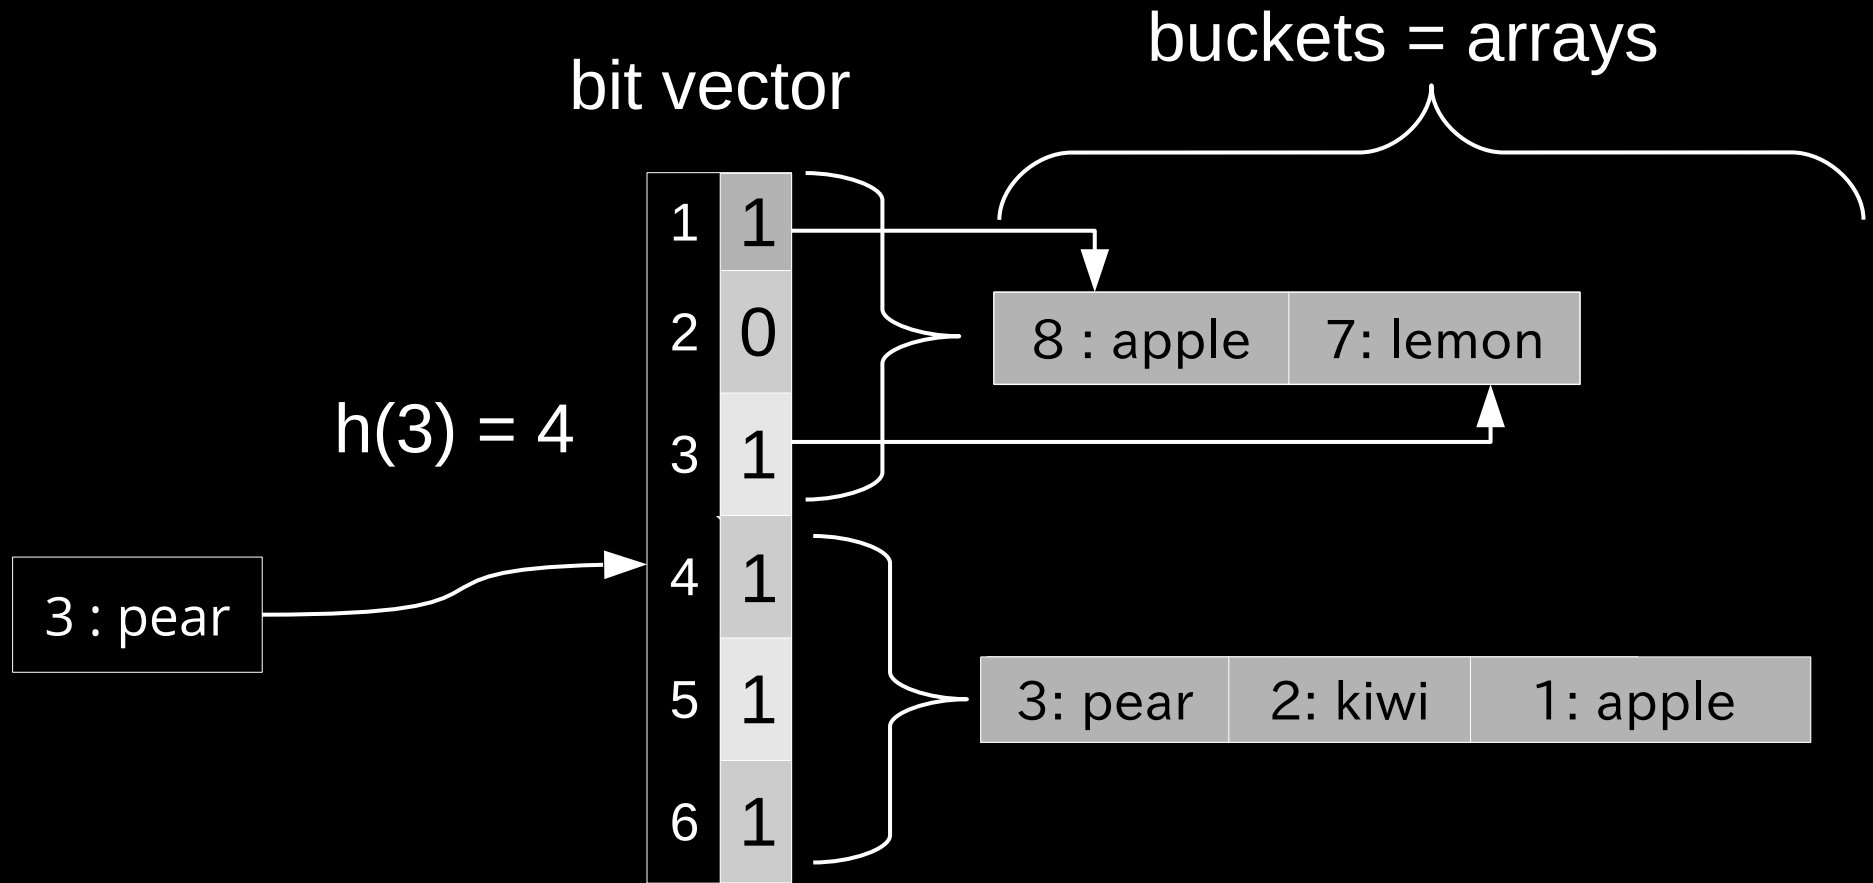 buckets = arrays
bit vector
1 1
8 : apple 7: lemon
2 0
h(3) = 4
3 1
4 1
3 : pear
5 1
3: pear 2: kiwi 1: apple
6 1